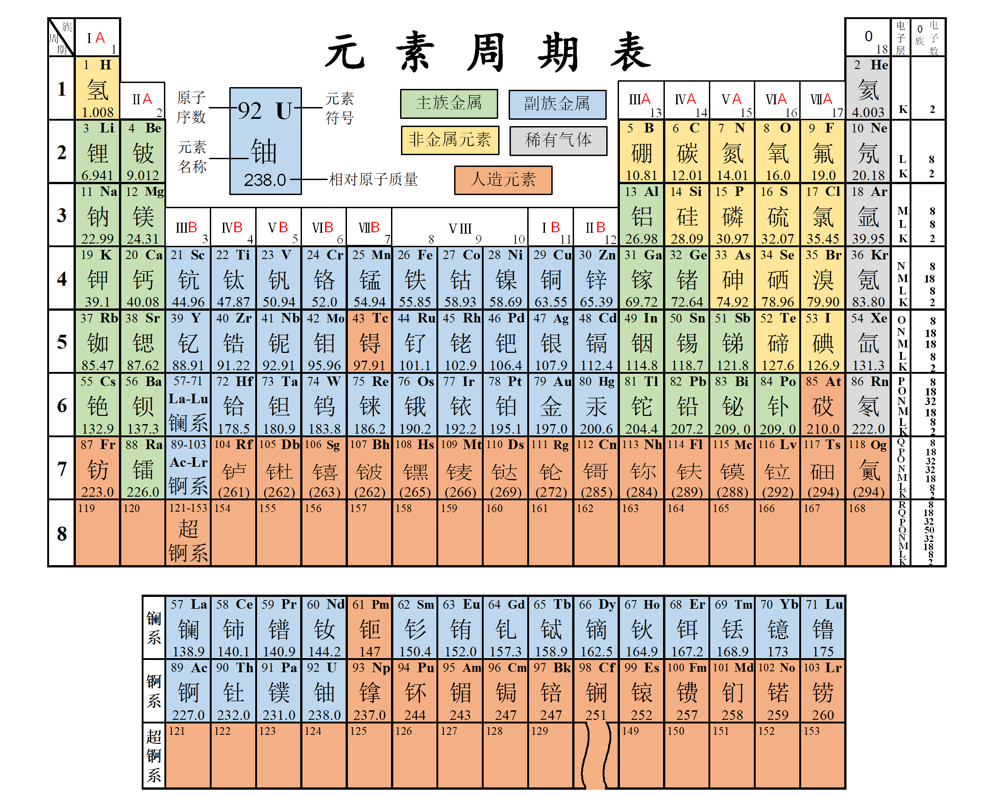 元素周期表
族
周期
ⅠA 1
0 18
电子层
0族电子数
1
1 H
氢
1.008
ⅡA 2
原子序数
92 U
元素符号
铀
元素名称
238.0
相对原子质量
主族金属
副族金属
非金属元素
稀有气体
人造元素
ⅢA 13
ⅣA 14
ⅤA 15
ⅥA 16
ⅦA 17
2 He
氦
4.003
K
2
2
3 Li 4 Be 5 B 6 C 7 N 8 O 9 F 10 Ne
锂 铍 硼 碳 氮 氧 氟 氖
6.941 9.012 10.81 12.01 14.01 16.0 19.0 20.18
L 8
K 2
3
11 Na 12 Mg 13 Al 14 Si 15 P 16 S 17 Cl 18 Ar
钠 镁 铝 硅 磷 硫 氯 氩
22.99 24.31 26.98 28.09 30.97 32.07 35.45 39.95
M 8
L 8
K 2
ⅢB 3
ⅣB 4
ⅤB 5
ⅥB 6
ⅦB 7
ⅤⅢ 8 9 10
ⅠB 11
ⅡB 12
4
19 K 20 Ca 21 Sc 22 Ti 23 V 24 Cr 25 Mn 26 Fe 27 Co 28 Ni 29 Cu 30 Zn 31 Ga 32 Ge 33 As 34 Se 35 Br 36 Kr
钾 钙 钪 钛 钒 铬 锰 铁 钴 镍 铜 锌 镓 锗 砷 硒 溴 氪
39.1 40.08 44.96 47.87 50.94 52.0 54.94 55.85 58.93 58.69 63.55 65.39 69.72 72.64 74.92 78.96 79.90 83.80
N 8
M 18
L 8
K 2
5
37 Rb 38 Sr 39 Y 40 Zr 41 Nb 42 Mo 43 Tc 44 Ru 45 Rh 46 Pd 47 Ag 48 Cd 49 In 50 Sn 51 Sb 52 Te 53 I 54 Xe
铷 锶 钇 锆 铌 钼 锝 钌 铑 钯 银 镉 铟 锡 锑 碲 碘 氙
85.47 87.62 88.91 91.22 92.91 95.96 97.91 101.1 102.9 106.4 107.9 112.4 114.8 118.7 121.8 127.6 126.9 131.3
O 8
N 18
M 18
L 8
K 2
6
55 Cs 56 Ba 57-71 72 Hf 73 Ta 74 W 75 Re 76 Os 77 Ir 78 Pt 79 Au 80 Hg 81 Tl 82 Pb 83 Bi 84 Po 85 At 86 Rn
铯 钡 La-Lu 镧系 铪 钽 钨 铼 锇 铱 铂 金 汞 铊 铅 铋 钋 砹 氡
132.9 137.3 178.5 180.9 183.8 186.2 190.2 192.2 195.1 197.0 200.6 204.4 207.2 209. 0 209. 0 210.0 222.0
P 8
O 18
N 32
M 18
L 8
K 2
7
87 Fr 88 Ra 89-103 104 Rf 105 Db 106 Sg 107 Bh 108 Hs 109 Mt 110 Ds 111 Rg 112 Cn 113 Nh 114 Fl 115 Mc 116 Lv 117 Ts 118 Og
钫 镭 Ac-Lr 锕系 𬬻 𬭊 𬭳 𬭛 𬭶 鿏 𫟼 𬬭 鿔 鿭 𫓧 镆 𫟷 鿬 鿫
223.0 226.0 (261) (262) (263) (262) (265) (266) (269) (272) (285) (284) (289) (288) (292) (294) (294)
Q 8
P 18
O 32
N 32
M 18
L 8
K 2
8
119 120 121-153 154 155 156 157 158 159 160 161 162 163 164 165 166 167 168
超锕系
R 8
Q 18
P 32
O 50
N 32
M 18
L 8
K 2
镧系
57 La 58 Ce 59 Pr 60 Nd 61 Pm 62 Sm 63 Eu 64 Gd 65 Tb 66 Dy 67 Ho 68 Er 69 Tm 70 Yb 71 Lu
镧 铈 镨 钕 钷 钐 铕 钆 铽 镝 钬 铒 铥 镱 镥
138.9 140.1 140.9 144.2 147 150.4 152.0 157.3 158.9 162.5 164.9 167.2 168.9 173 175
锕系
89 Ac 90 Th 91 Pa 92 U 93 Np 94 Pu 95 Am 96 Cm 97 Bk 98 Cf 99 Es 100 Fm 101 Md 102 No 103 Lr
锕 钍 镤 铀 镎 钚 镅 锔 锫 锎 锿 镄 钔 锘 铹
227.0 232.0 231.0 238.0 237.0 244 243 247 247 251 252 257 258 259 260
超锕系
121 122 123 124 125 126 127 128 129 149 150 151 152 153